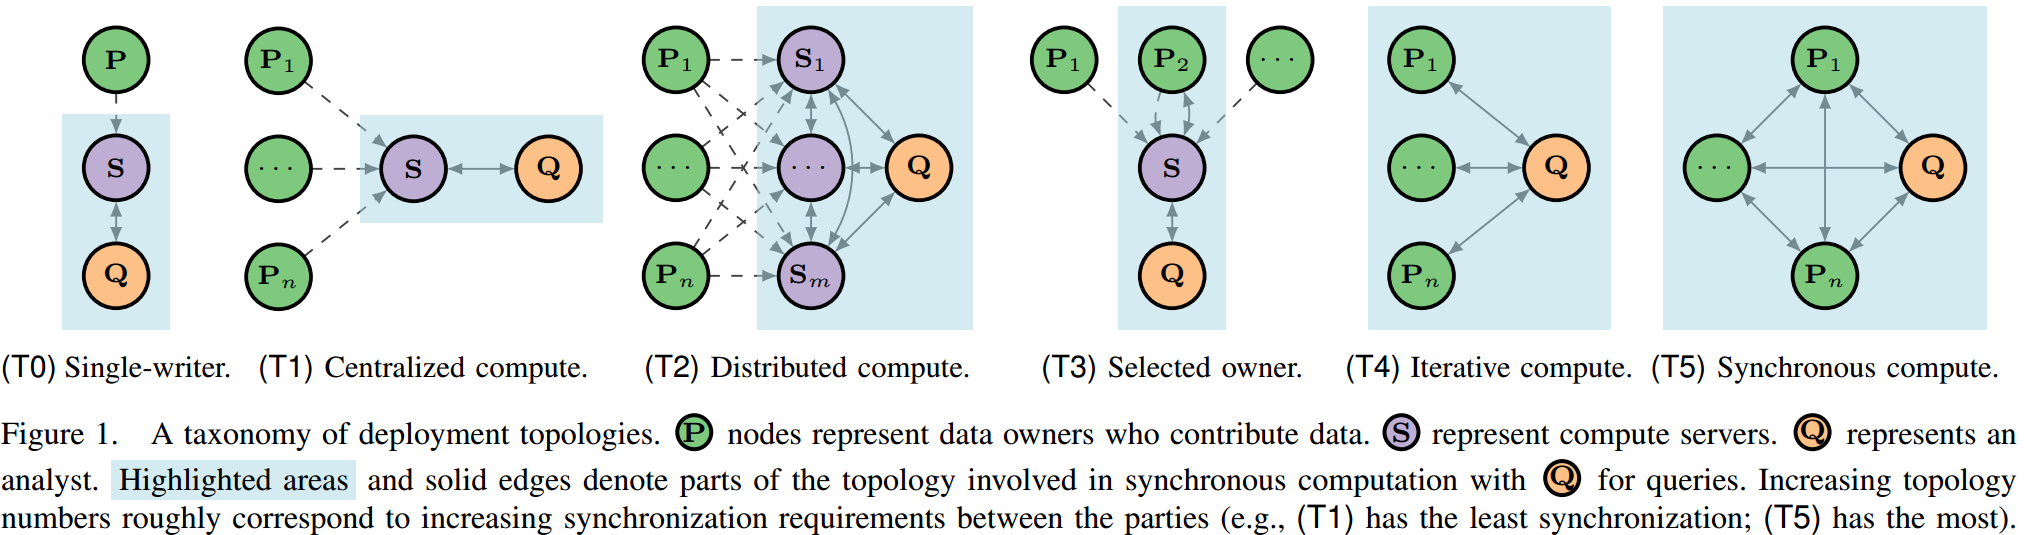 P
S
Q
P1
...
Pn
S
Q
P1
...
Pn
S1
...
Sm
Q
P1
P2
...
S
Q
P1
...
Pn
Q
P1
...
Q
Pn
(T0) Single-writer.
(T1) Centralized compute.
(T2) Distributed compute.
(T3) Selected owner.
(T4) Iterative compute.
(T5) Synchronous compute.
Figure 1. A taxonomy of deployment topologies. P nodes represent data owners who contribute data. S represent compute servers. Q represents an
analyst. Highlighted areas and solid edges denote parts of the topology involved in synchronous computation with Q for queries. Increasing topology
numbers roughly correspond to increasing synchronization requirements between the parties (e.g., (T1) has the least synchronization; (T5) has the most).